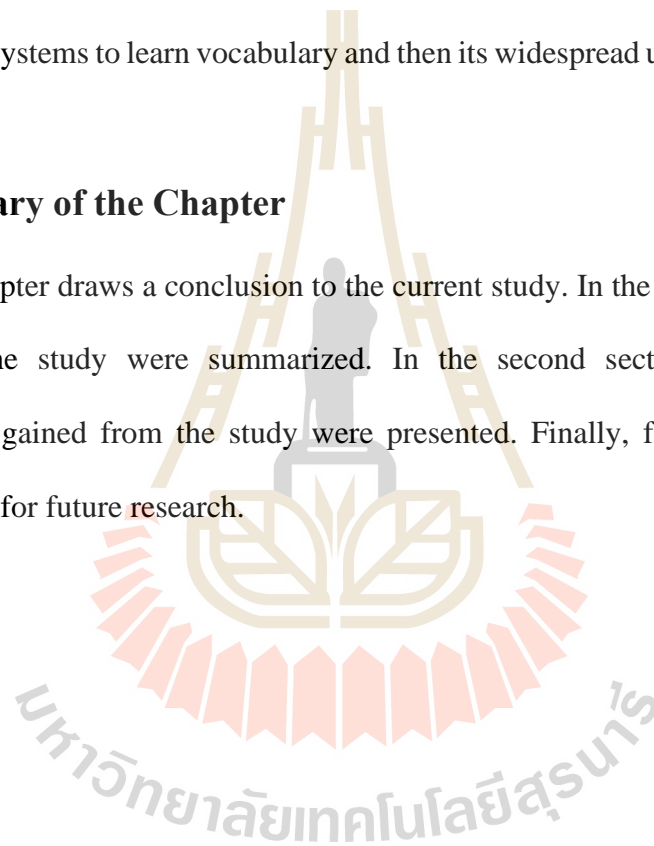 ystems to learn vocabulary and then its widespread u
ary of the Chapter
pter draws a conclusion to the current study. In the
ne study were summarized. In the second sect
gained from the study were presented. Finally, f
for future research.
มหาวิทยาลัยเทคโนโลยีสุรนารี